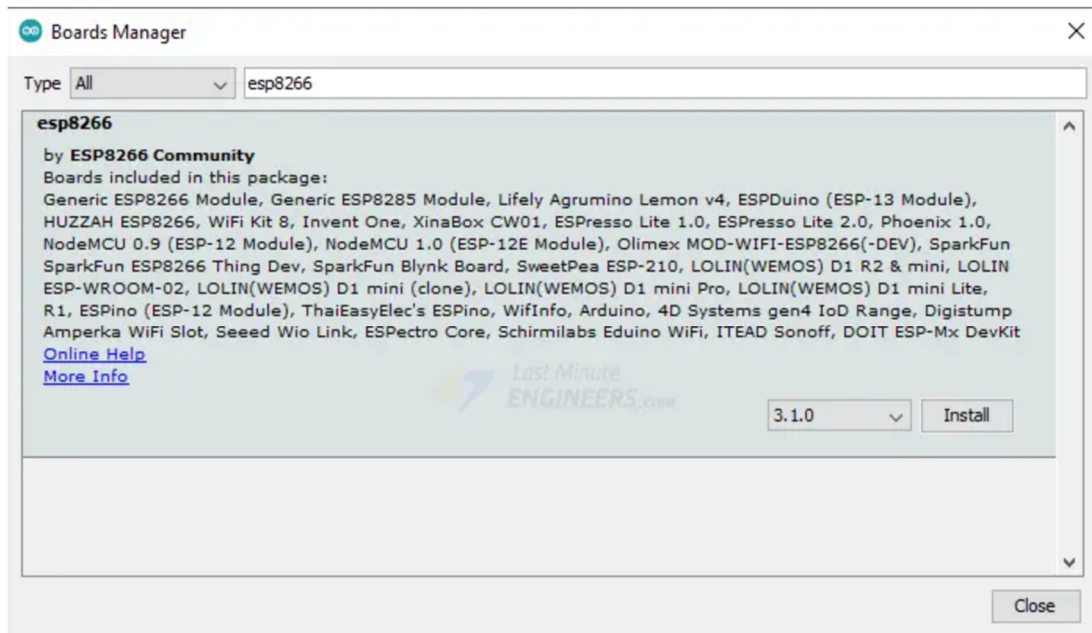 Boards Manager
Type All esp8266
esp8266
by ESP8266 Community
Boards included in this package:
Generic ESP8266 Module, Generic ESP8285 Module, Lifely Agrumino Lemon v4, ESPDuino (ESP-13 Module),
HUZZAH ESP8266, WiFi Kit 8, Invent One, XinaBox CW01, ESPresso Lite 1.0, ESPresso Lite 2.0, Phoenix 1.0,
NodeMCU 0.9 (ESP-12 Module), NodeMCU 1.0 (ESP-12E Module), Olimex MOD-WIFI-ESP8266(-DEV), SparkFun
SparkFun ESP8266 Thing Dev, SparkFun Blynk Board, SweetPea ESP-210, LOLIN(WEMOS) D1 R2 & mini, LOLIN
ESP-WROOM-02, LOLIN(WEMOS) D1 mini (clone), LOLIN(WEMOS) D1 mini Pro, LOLIN(WEMOS) D1 mini Lite,
R1, ESPino (ESP-12 Module), ThaiEasyElec's ESPino, WifInfo, Arduino, 4D Systems gen4 IoD Range, Digistump
Amperka WiFi Slot, Seeed Wio Link, ESPectro Core, Schirmilabs Eduino WiFi, ITEAD Sonoff, DOIT ESP-Mx DevKit
Online Help
More Info
Last Minute
ENGINEERS.com
3.1.0 Install
Close